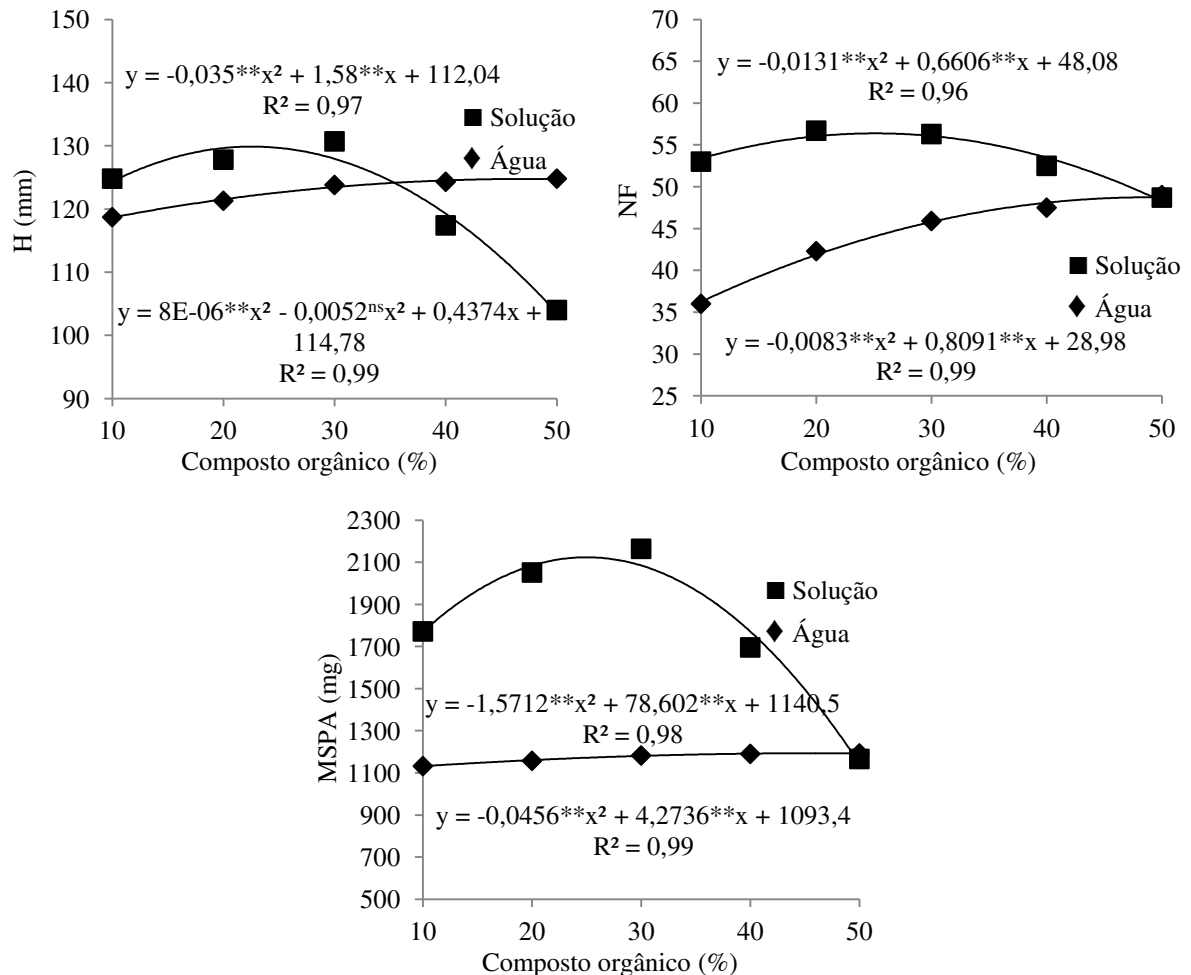 150
140
130
120
110
100
90
H (mm)
y = -0,035**x² + 1,58**x + 112,04
R² = 0,97
Solução
Água
y = 8E-06**x² - 0,0052ⁿˢx² + 0,4374x +
114,78
R² = 0,99
10 20 30 40 50
Composto orgânico (%)
70
65
60
55
50
45
40
35
30
25
NF
y = -0,0131**x² + 0,6606**x + 48,08
R² = 0,96
Solução
Água
y = -0,0083**x² + 0,8091**x + 28,98
R² = 0,99
10 20 30 40 50
Composto orgânico (%)
2300
2100
1900
1700
1500
1300
1100
900
700
500
MSPA (mg)
Solução
Água
y = -1,5712**x² + 78,602**x + 1140,5
R² = 0,98
y = -0,0456**x² + 4,2736**x + 1093,4
R² = 0,99
10 20 30 40 50
Composto orgânico (%)